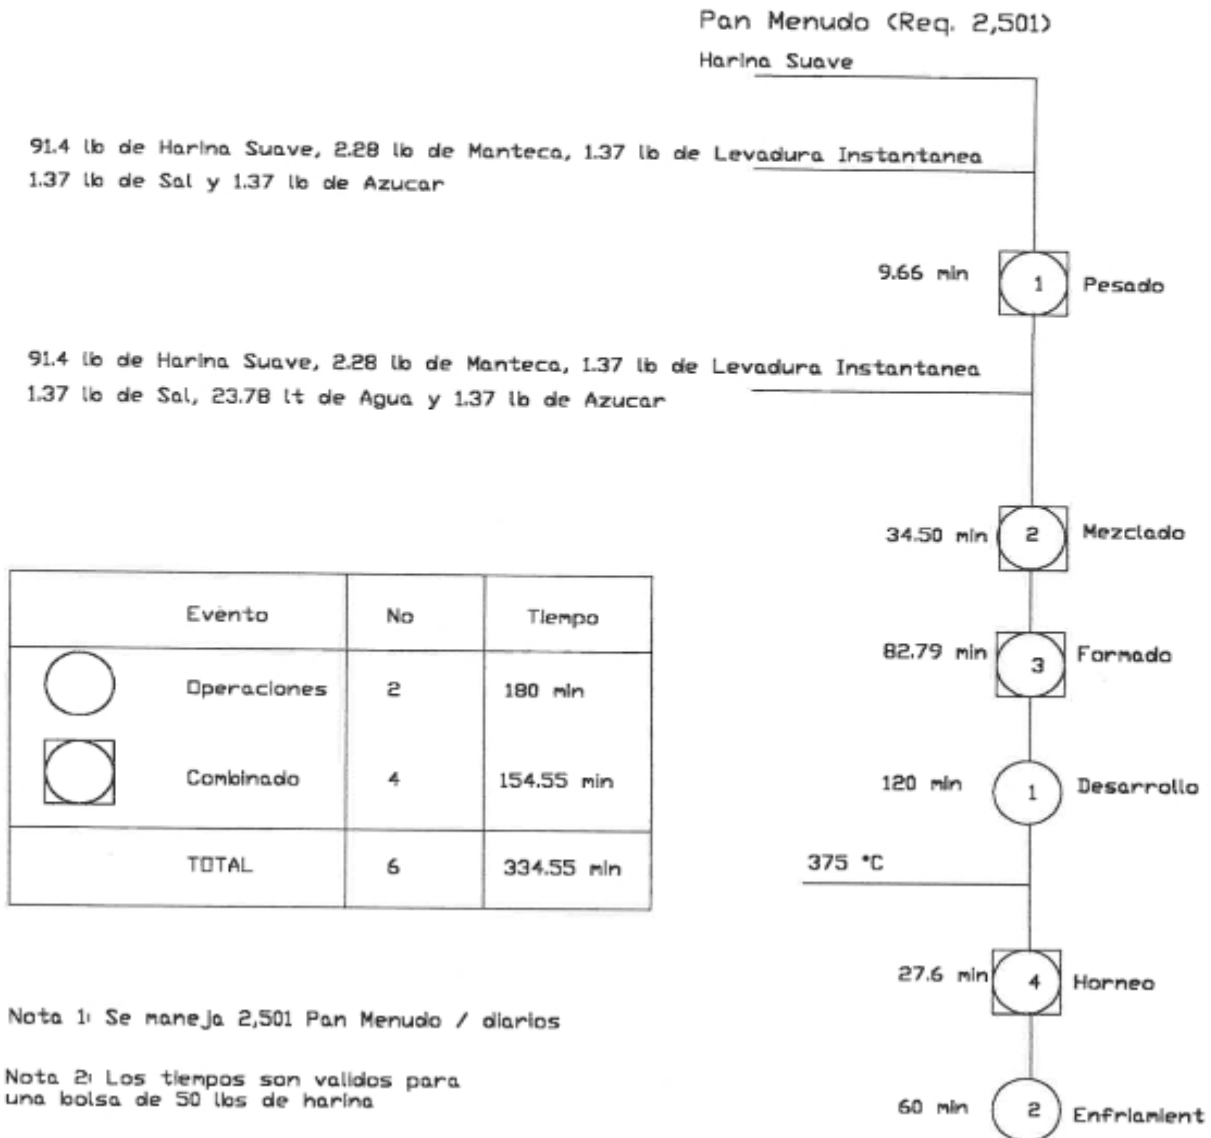 Pan Menudo (Req. 2,501)
Harina Suave
91.4 lb de Harina Suave, 2.28 lb de Manteca, 1.37 lb de Levadura Instantanea
1.37 lb de Sal y 1.37 lb de Azucar
9.66 min
1
Pesado
91.4 lb de Harina Suave, 2.28 lb de Manteca, 1.37 lb de Levadura Instantanea
1.37 lb de Sal, 23.78 lt de Agua y 1.37 lb de Azucar
34.50 min
2
Mezclado
82.79 min
3
Formado
120 min
1
Desarrollo
375 °C
27.6 min
4
Horneo
60 min
2
Enfriamient
Evento No Tiempo
Operaciones 2 180 min
Combinado 4 154.55 min
TOTAL 6 334.55 min
Nota 1: Se maneja 2,501 Pan Menudo / diarios
Nota 2: Los tiempos son validos para
una bolsa de 50 lbs de harina